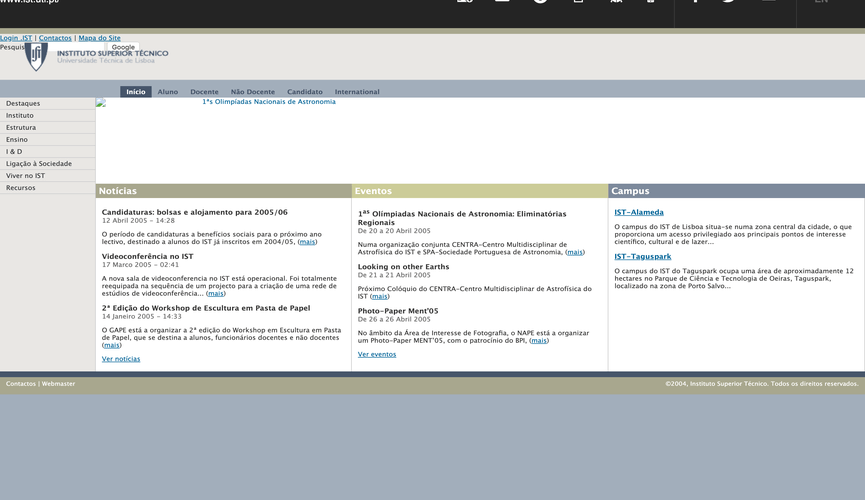 www.ist.utl.pt/
EN
Login .IST | Contactos | Mapa do Site
Google
INSTITUTO SUPERIOR TÉCNICO
Universidade Técnica de Lisboa
Início Aluno Docente Não Docente Candidato International
Destaques
Instituto
Estrutura
Ensino
I & D
Ligação à Sociedade
Viver no IST
Recursos
1ªs Olimpíadas Nacionais de Astronomia
Notícias
Candidaturas: bolsas e alojamento para 2005/06
12 Abril 2005 - 14:28
O período de candidaturas a benefícios sociais para o próximo ano
lectivo, destinado a alunos do IST já inscritos em 2004/05, (mais)
Videoconferência no IST
17 Marco 2005 - 02:41
A nova sala de videoconferencia no IST está operacional. Foi totalmente
reequipada na sequência de um projecto para a criação de uma rede de
estúdios de videoconferência... (mais)
2ª Edição do Workshop de Escultura em Pasta de Papel
14 Janeiro 2005 - 14:33
O GAPE está a organizar a 2ª edição do Workshop em Escultura em Pasta
de Papel, que se destina a alunos, funcionários docentes e não docentes
(mais)
Ver notícias
Eventos
1as Olimpíadas Nacionais de Astronomia: Eliminatórias
Regionais
De 20 a 20 Abril 2005
Numa organização conjunta CENTRA-Centro Multidisciplinar de
Astrofísica do IST e SPA-Sociedade Portuguesa de Astronomia, (mais)
Looking on other Earths
De 21 a 21 Abril 2005
Próximo Colóquio do CENTRA-Centro Multidisciplinar de Astrofísica do
IST (mais)
Photo-Paper Ment'05
De 26 a 26 Abril 2005
No âmbito da Área de Interesse de Fotografia, o NAPE está a organizar
um Photo-Paper MENT'05, com o patrocínio do BPI, (mais)
Ver eventos
Campus
IST-Alameda
O campus do IST de Lisboa situa-se numa zona central da cidade, o que
proporciona um acesso privilegiado aos principais pontos de interesse
científico, cultural e de lazer...
IST-Taguspark
O campus do IST do Taguspark ocupa uma área de aproximadamente 12
hectares no Parque de Ciência e Tecnologia de Oeiras, Taguspark,
localizado na zona de Porto Salvo...
Contactos | Webmaster
©2004, Instituto Superior Técnico. Todos os direitos reservados.